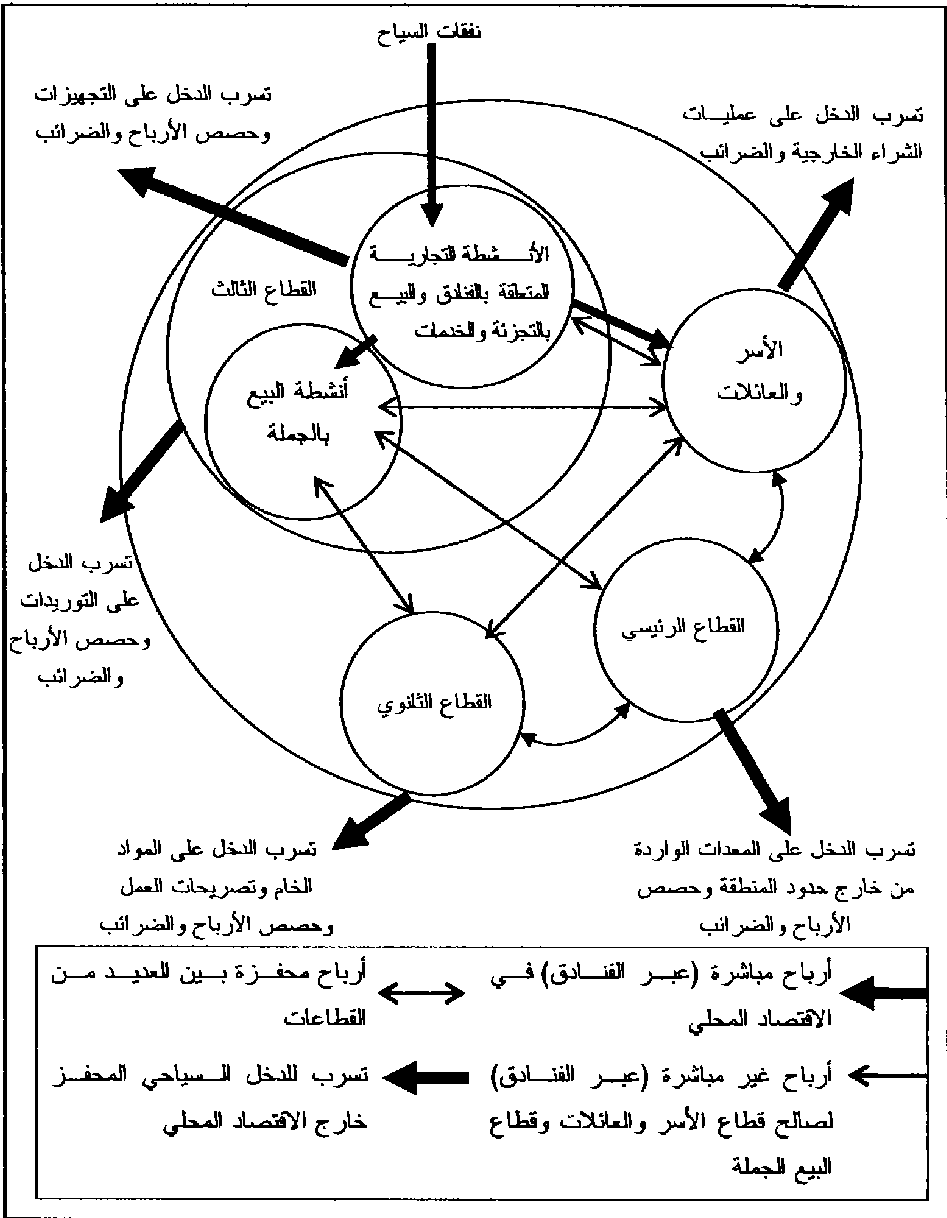 نفقات السياح
تسرب الدخل على التجهيزات
وحصص الأرباح والضرائب
تسرب الدخل على عمليات
الشراء الخارجية والضرائب
الأنشطة التجارية
المتعلقة بالفنادق والبيع
بالتجزئة والخدمات
القطاع الثالث
الأسر
والعائلات
أنشطة البيع
بالجملة
تسرب الدخل
على التوريدات
وحصص الأرباح
والضرائب
القطاع الرئيسي
القطاع الثانوي
تسرب الدخل على المعدات الواردة
من خارج حدود المنطقة وحصص
الأرباح والضرائب
تسرب الدخل على المواد
الخام وتصريحات العمل
وحصص الأرباح والضرائب
أرباح مباشرة (عبر الفنادق) في
الاقتصاد المحلي
أرباح محفزة بين العديد من
القطاعات
أرباح غير مباشرة (عبر الفنادق)
لصالح قطاع الأسر والعائلات وقطاع
البيع الجملة
تسرب للدخل السياحي المحفز
خارج الاقتصاد المحلي